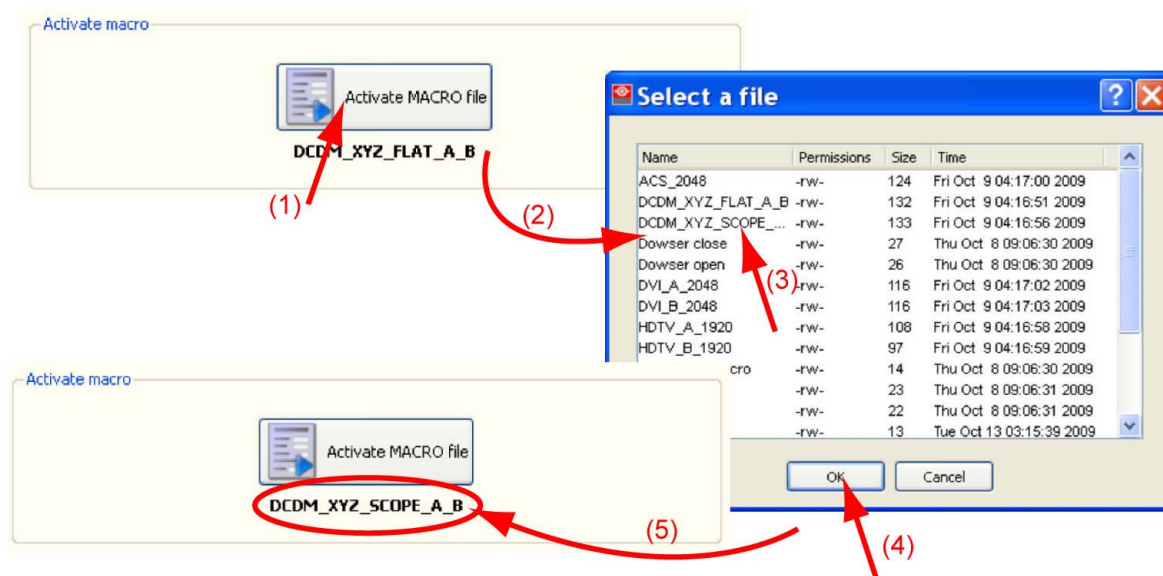 Activate macro
Activate MACRO file
DCDM_XYZ_FLAT_A_B
(1)
(2)
Select a file
Name Permissions Size Time
ACS_2048 -rw- 124 Fri Oct 9 04:17:00 2009
DCDM_XYZ_FLAT_A_B -rw- 132 Fri Oct 9 04:16:51 2009
DCDM_XYZ_SCOPE_... -rw- 133 Fri Oct 9 04:16:56 2009
Dowser close -rw- 27 Thu Oct 8 09:06:30 2009
Dowser open -rw- 26 Thu Oct 8 09:06:30 2009
(3)
DVI_A_2048 -rw- 116 Fri Oct 9 04:17:02 2009
DVI_B_2048 -rw- 116 Fri Oct 9 04:17:03 2009
HDTV_A_1920 -rw- 108 Fri Oct 9 04:16:58 2009
HDTV_B_1920 -rw- 97 Fri Oct 9 04:16:59 2009
cro -rw- 14 Thu Oct 8 09:06:30 2009
-rw- 23 Thu Oct 8 09:06:31 2009
-rw- 22 Thu Oct 8 09:06:31 2009
-rw- 13 Tue Oct 13 03:15:39 2009
OK Cancel
(4)
Activate macro
Activate MACRO file
DCDM_XYZ_SCOPE_A_B
(5)